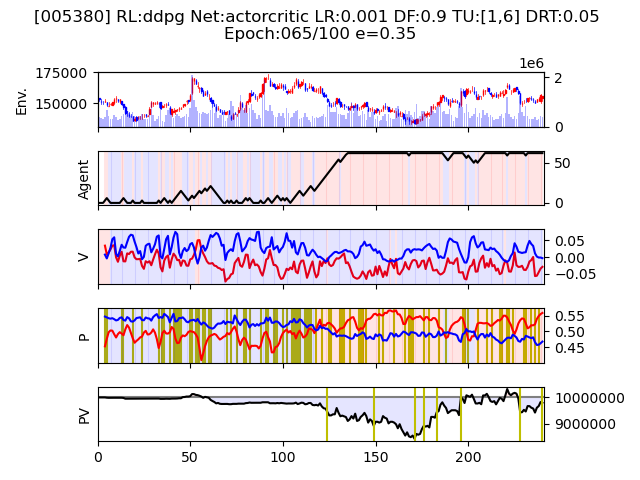 [005380] RL:ddpg Net:actorcritic LR:0.001 DF:0.9 TU:[1,6] DRT:0.05
Epoch:065/100 e=0.35
1e6
175000
150000
Env.
2
0
Agent
50
0
V
0.05
0.00
−0.05
P
0.55
0.50
0.45
PV
10000000
9000000
0
50
100
150
200